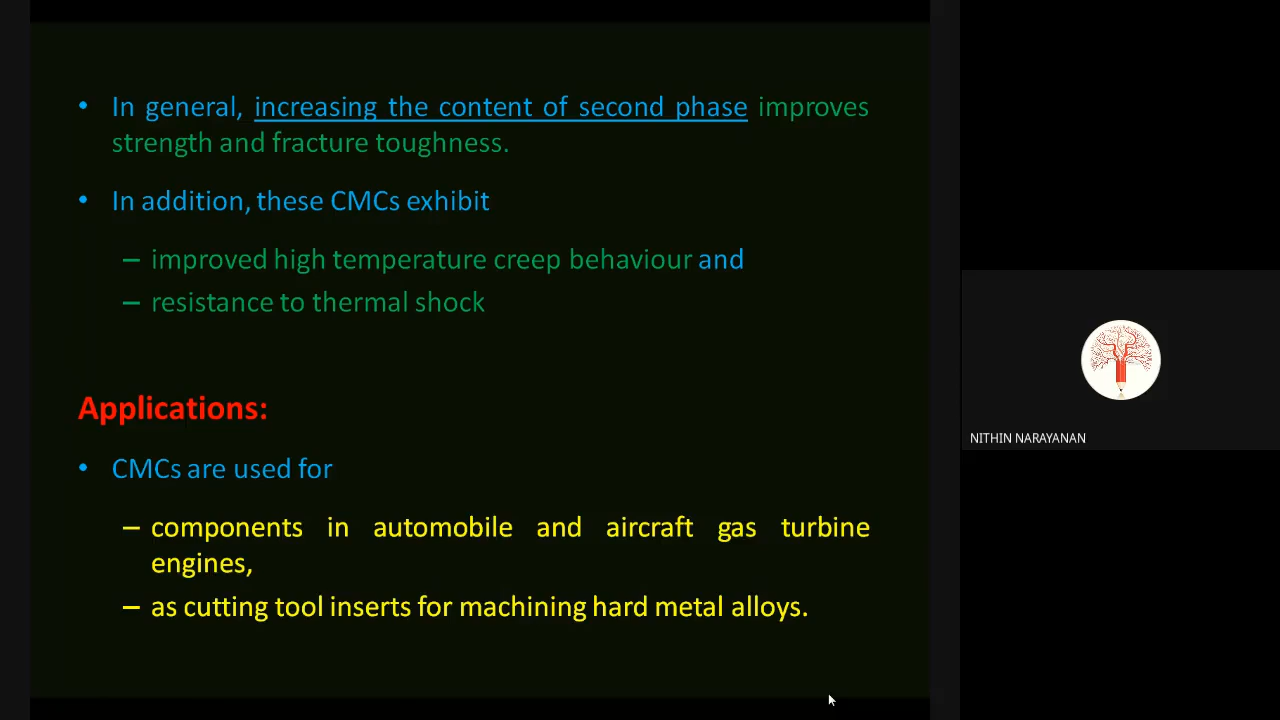 • In general, increasing the content of second phase improves
strength and fracture toughness.
• In addition, these CMCs exhibit
– improved high temperature creep behaviour and
– resistance to thermal shock
Applications:
• CMCs are used for
– components in automobile and aircraft gas turbine
engines,
– as cutting tool inserts for machining hard metal alloys.
NITHIN NARAYANAN